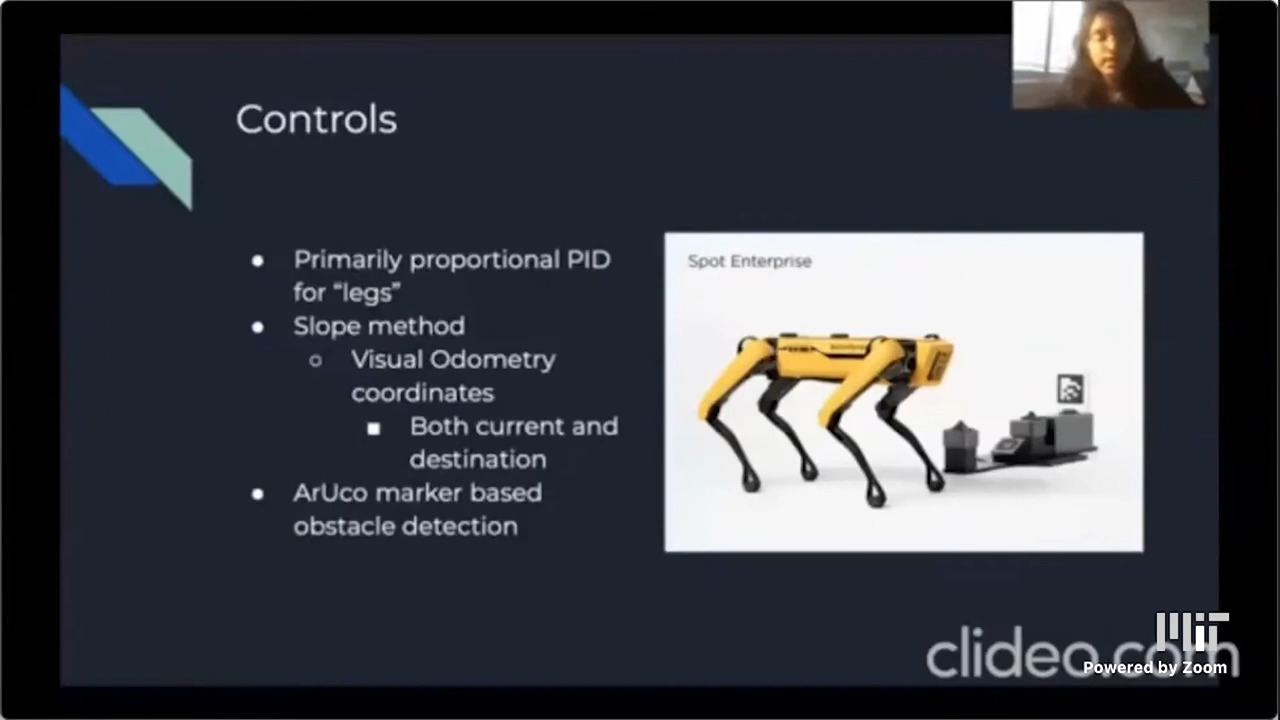 Controls
Primarily proportional PID
for “legs”
Slope method
Visual Odometry
coordinates
Both current and
destination
ArUco marker based
obstacle detection
Spot Enterprise
clideo.com
MIT
Powered by Zoom